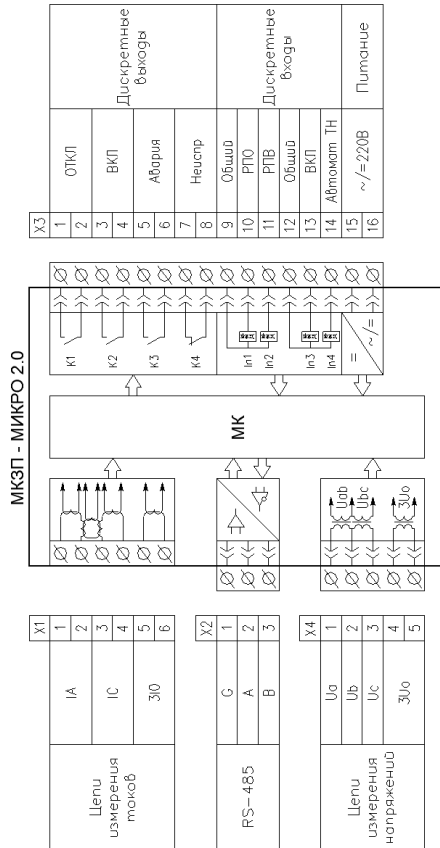 МКЗП - МИКРО 2.0
X1
1
IA
2
3
IC
4
5
3I0
6
Цепи
измерения
токов
X2
G
1
A
2
B
3
RS-485
X4
Ua
1
Ub
2
Uc
3
3Uo
4
5
Цепи
измерения
напряжений
Uab
Ubc
3Uo
МК
К1
К2
К3
К4
In1
In2
In3
In4
=
~/=
X3
1
ОТКЛ
2
3
ВКЛ
4
5
Авария
6
7
Неиспр
8
Дискретные
выходы
9
Общий
10
РПО
11
РПВ
12
Общий
13
ВКЛ
14
Автомат ТН
Дискретные
входы
15
~/=220В
16
Питание